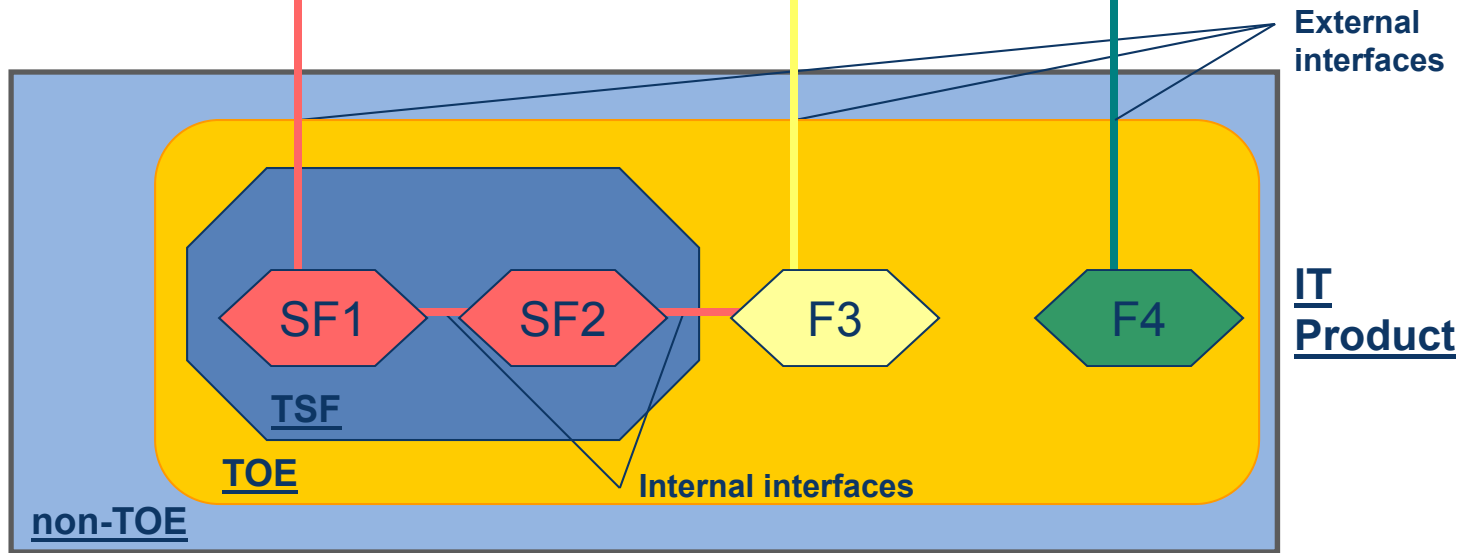 External
interfaces
SF1
SF2
F3
F4
IT
Product
TSF
TOE
Internal interfaces
non-TOE